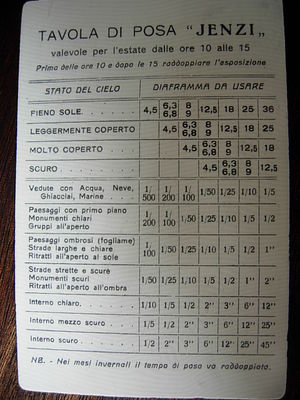 TAVOLA DI POSA "JENZI"
valevole per l'estate dalle ore 10 alle 15
Prima delle ore 10 e dopo le 15 raddoppiare l'esposizione
STATO DEL CIELO DIAFRAMMA DA USARE
FIENO SOLE. . . . . . 4,5 6,3 6,8 8 9 12,5 18 25 36
LEGGERMENTE COPERTO 4,5 6,3 6,8 8 9 12,5 18 25
MOLTO COPERTO . . . . 4,5 6,3 6,8 8 9 12,5 18
SCURO . . . . . . . . 4,5 6,3 6,8 8 9 12,5
Vedute con Acqua, Neve,
Ghiacciai, Marine . . . 1/500 1/200 1/100 1/50 1/25 1/10 1/5
Paesaggi con primo piano
Monumenti chiari 1/200 1/100 1/50 1/25 1/10 1/5 1/2
Gruppi all'aperto
Paesaggi ombrosi (fogliame)
Strade larghe e chiare 1/100 1/50 1/25 1/10 1/5 1/2 1"
Ritratti all'aperto al sole
Strade strette e scure
Monumenti scuri 1/50 1/25 1/10 1/5 1/2 1" 2"
Ritratti all'aperto all'ombra
Interno chiaro. . . . . 1/10 1/5 1/2 2" 3" 6" 12"
Interno mezzo scuro . . . 1/5 1/2 2" 3" 6" 12" 25"
Interno scuro . . . . . 1/2 2" 3" 6" 12" 25" 45"
NB. - Nei mesi invernali il tempo di posa va raddoppiato.